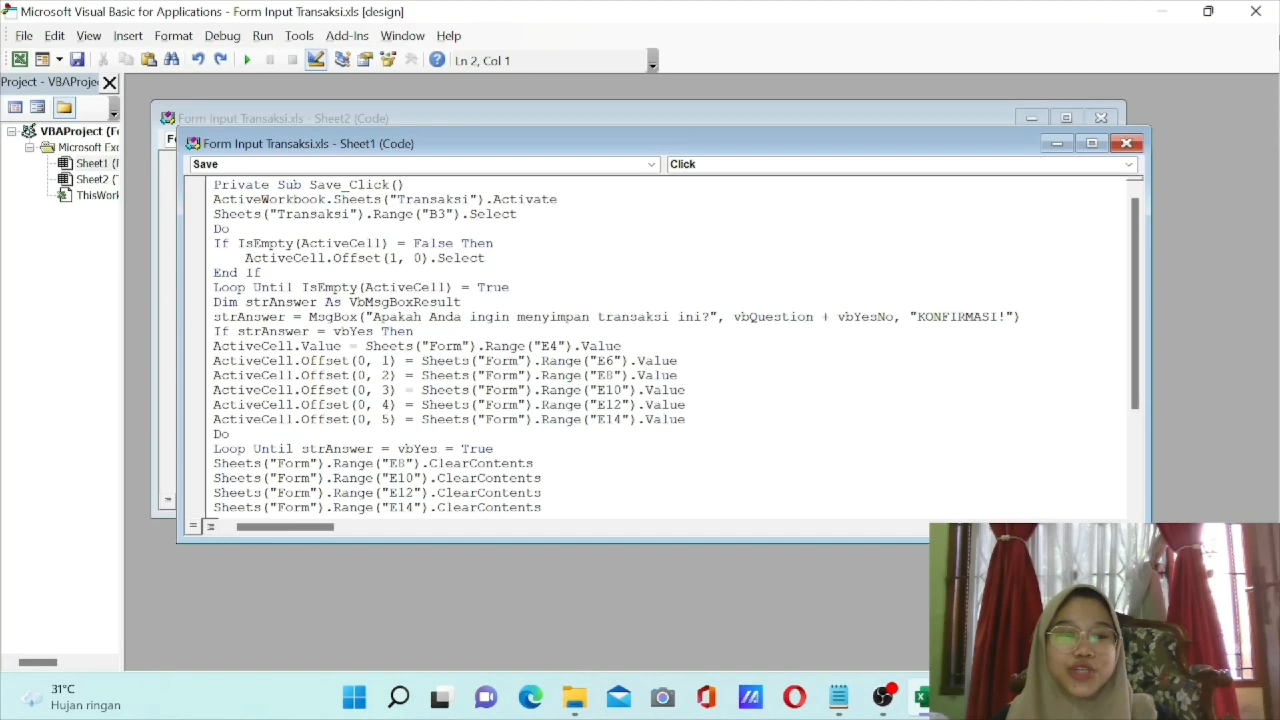 Microsoft Visual Basic for Applications - Form Input Transaksi.xls [design]
File Edit View Insert Format Debug Run Tools Add-Ins Window Help
Ln 2, Col 1
Project - VBAProje
VBAProject (F
Microsoft Exc
Sheet1 (
Sheet2 (
ThisWor
Form Input Transaksi.xls - Sheet2 (Code)
Form Input Transaksi.xls - Sheet1 (Code)
Save Click
Private Sub Save_Click()
ActiveWorkbook.Sheets("Transaksi").Activate
Sheets("Transaksi").Range("B3").Select
Do
If IsEmpty(ActiveCell) = False Then
ActiveCell.Offset(1, 0).Select
End If
Loop Until IsEmpty(ActiveCell) = True
Dim strAnswer As VbMsgBoxResult
strAnswer = MsgBox("Apakah Anda ingin menyimpan transaksi ini?", vbQuestion + vbYesNo, "KONFIRMASI!")
If strAnswer = vbYes Then
ActiveCell.Value = Sheets("Form").Range("E4").Value
ActiveCell.Offset(0, 1) = Sheets("Form").Range("E6").Value
ActiveCell.Offset(0, 2) = Sheets("Form").Range("E8").Value
ActiveCell.Offset(0, 3) = Sheets("Form").Range("E10").Value
ActiveCell.Offset(0, 4) = Sheets("Form").Range("E12").Value
ActiveCell.Offset(0, 5) = Sheets("Form").Range("E14").Value
Do
Loop Until strAnswer = vbYes = True
Sheets("Form").Range("E8").ClearContents
Sheets("Form").Range("E10").ClearContents
Sheets("Form").Range("E12").ClearContents
Sheets("Form").Range("E14").ClearContents
31°C
Hujan ringan